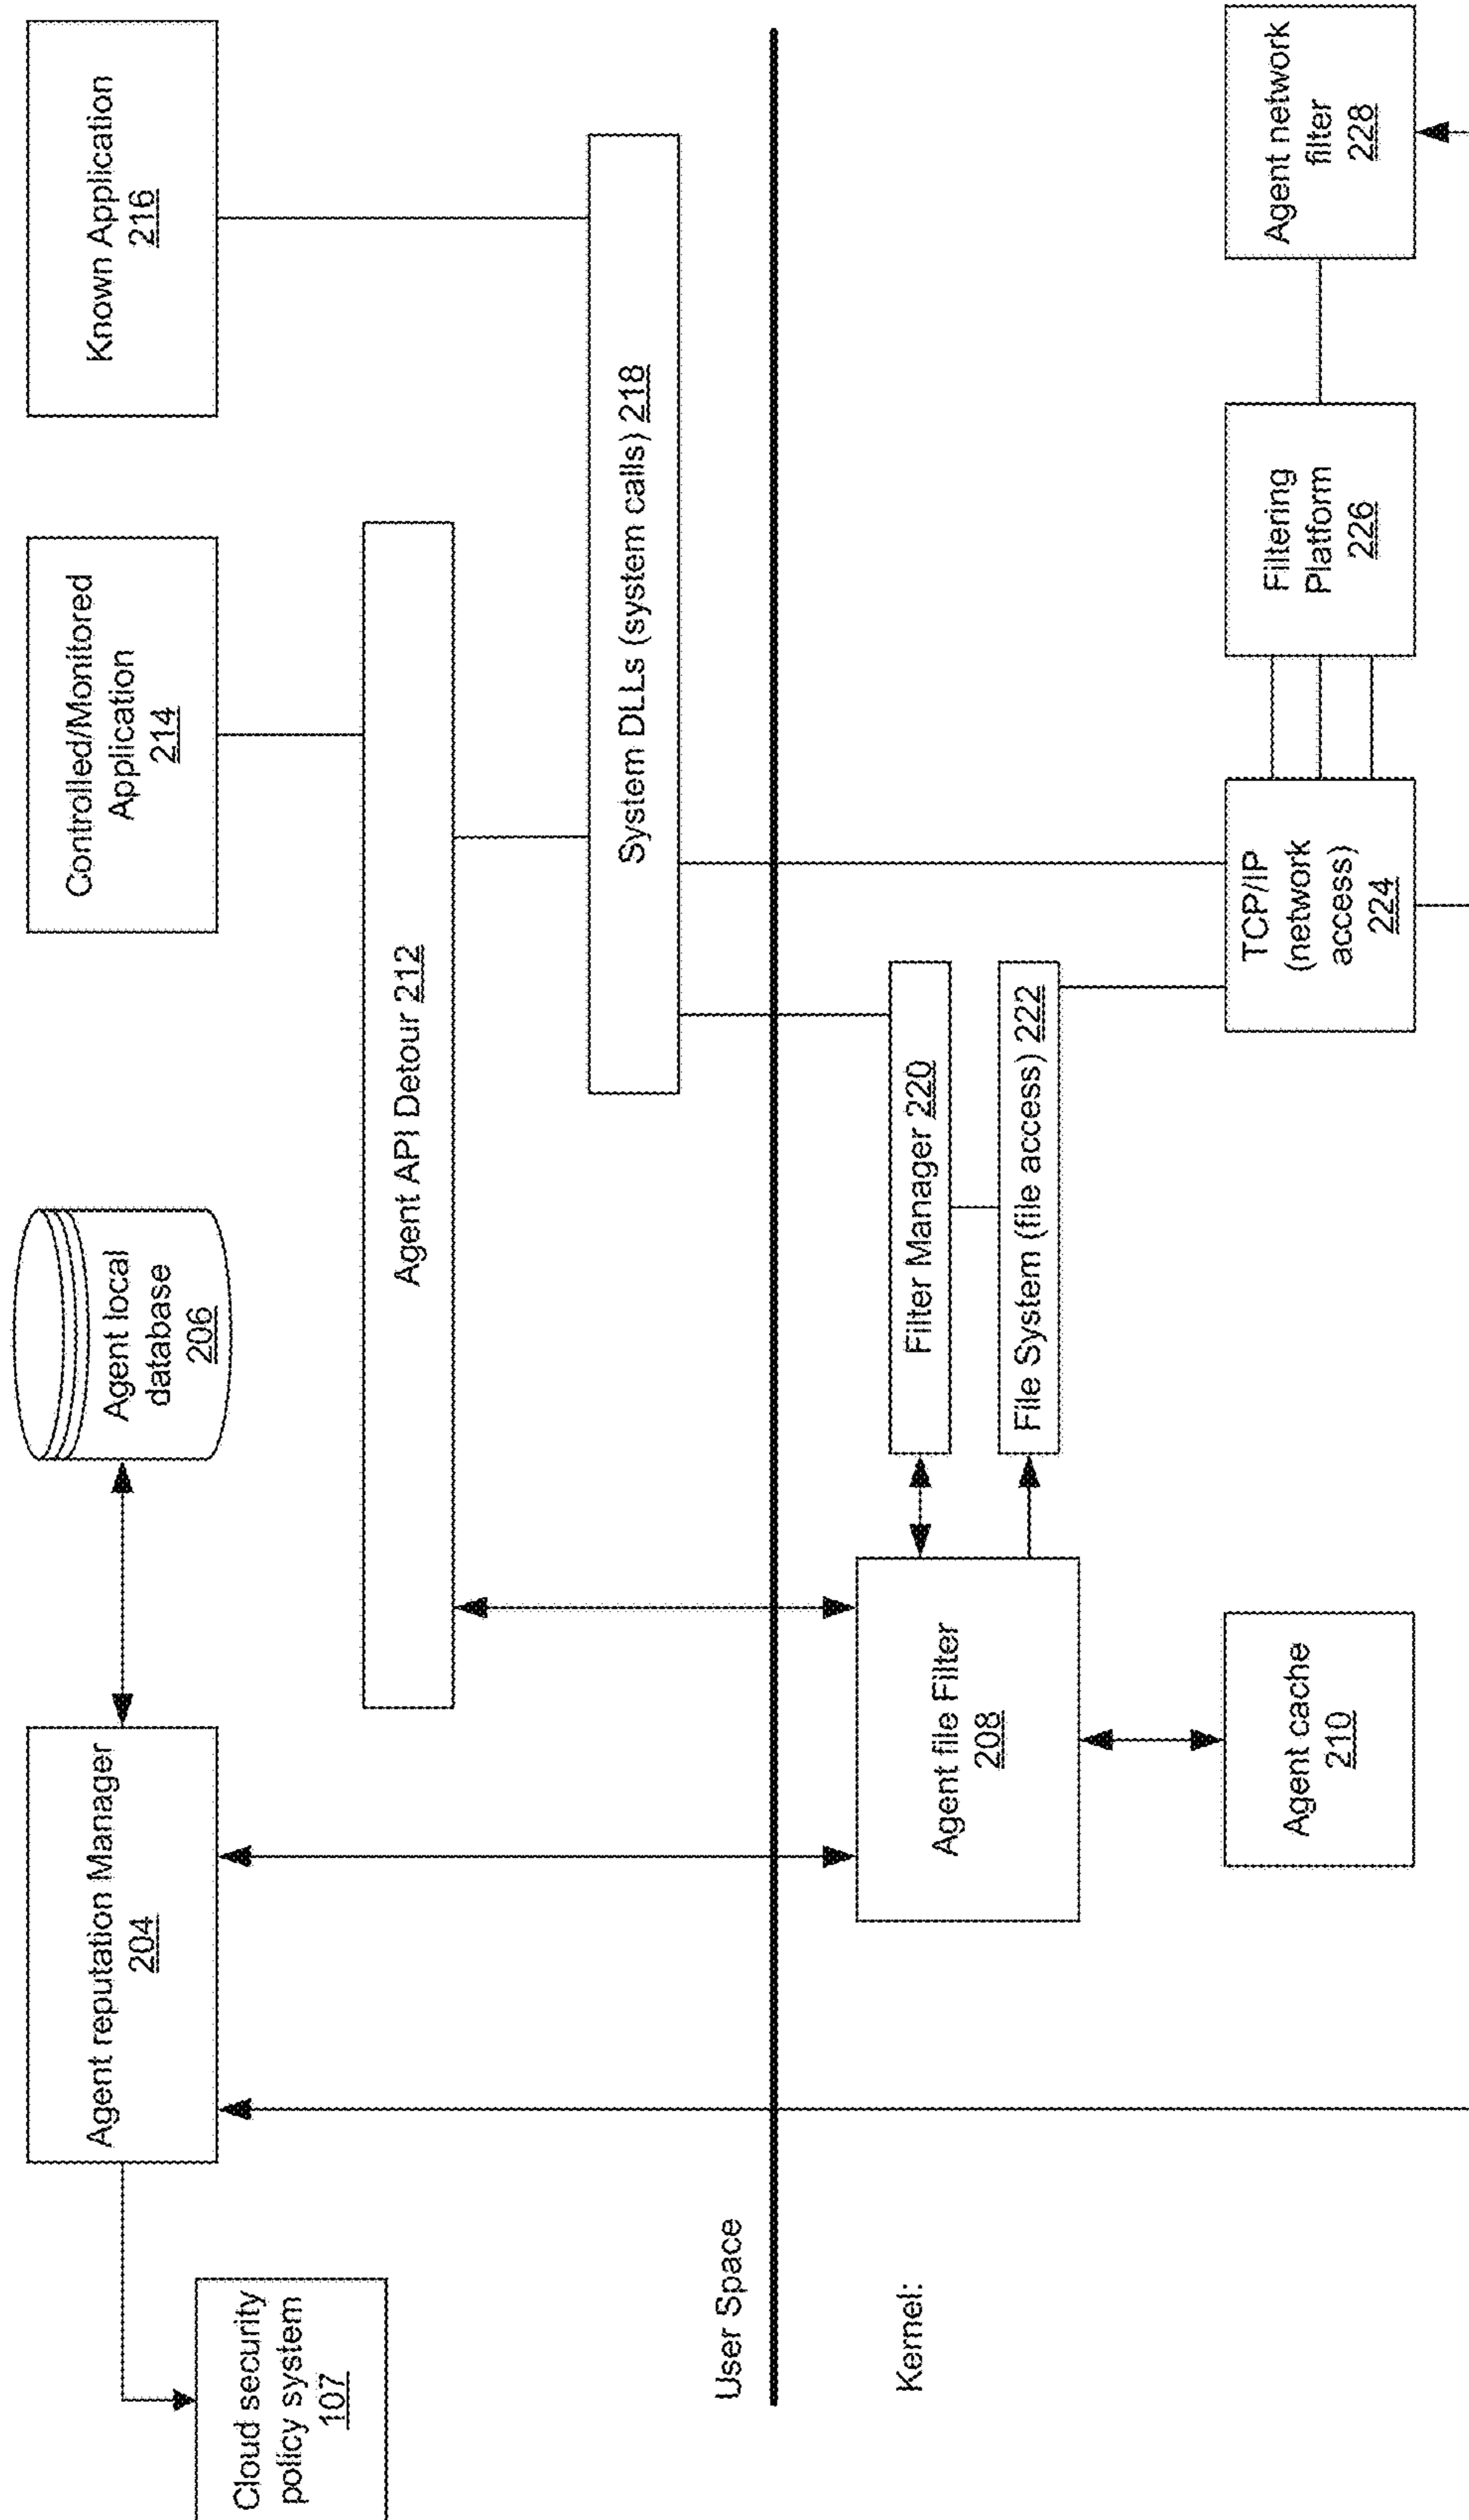 Cloud security
policy system
107
Agent reputation Manager
204
Agent local
database
206
Controlled/Monitored
Application
214
Known Application
216
Agent API Detour 212
System DLLs (system calls) 218
User Space
Kernel:
Agent file Filter
208
Filter Manager 220
File System (file access) 222
Agent cache
210
TCP/IP
(network
access)
224
Filtering
Platform
226
Agent network
filter
228